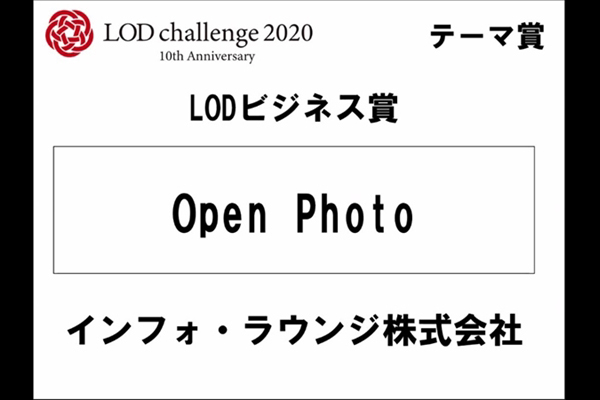 LOD challenge 2020
10th Anniversary
テーマ賞
LODビジネス賞
Open Photo
インフォ・ラウンジ株式会社